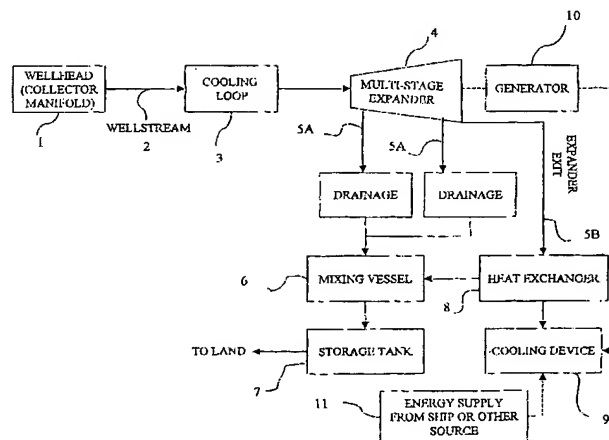 10
4
WELLHEAD
(COLLECTOR
MANIFOLD)
COOLING
LOOP
MULTI-STAGE
EXPANDER
GENERATOR
1
WELLSTREAM
2
3
5A
5A
EXPANDER
EXIT
DRAINAGE
DRAINAGE
5B
6
MIXING VESSEL
HEAT EXCHANGER
8
TO LAND
STORAGE TANK
COOLING DEVICE
7
11
ENERGY SUPPLY
FROM SHIP OR OTHER
SOURCE
9